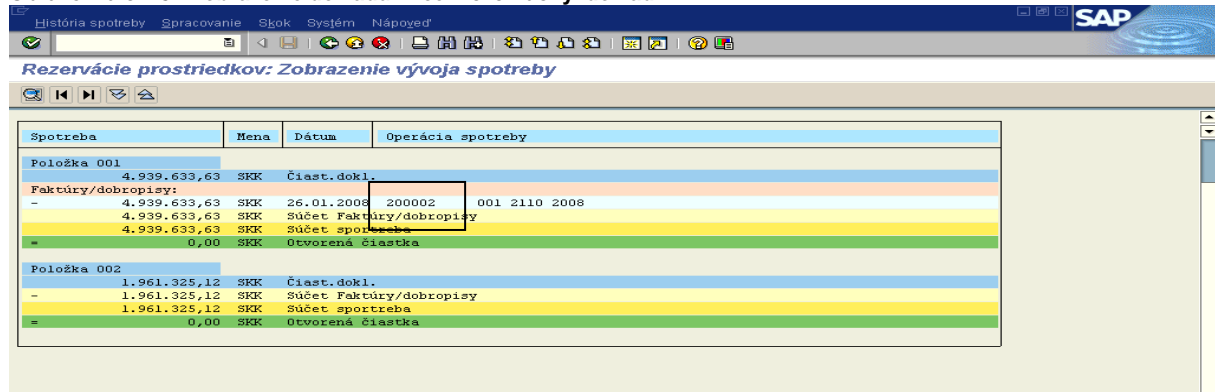 História spotreby Spracovanie Skok Systém Nápoveď
SAP
Rezervácie prostriedkov: Zobrazenie vývoja spotreby
Spotreba Mena Dátum Operácia spotreby
Položka 001
4.939.633,63 SKK Čiast.dokl.
Faktúry/dobropisy:
- 4.939.633,63 SKK 26.01.2008 200002 001 2110 2008
4.939.633,63 SKK Súčet Faktúry/dobropisy
4.939.633,63 SKK Súčet spotreba
= 0,00 SKK Otvorená čiastka
Položka 002
1.961.325,12 SKK Čiast.dokl.
- 1.961.325,12 SKK Súčet Faktúry/dobropisy
1.961.325,12 SKK Súčet sportreba
= 0,00 SKK Otvorená čiastka